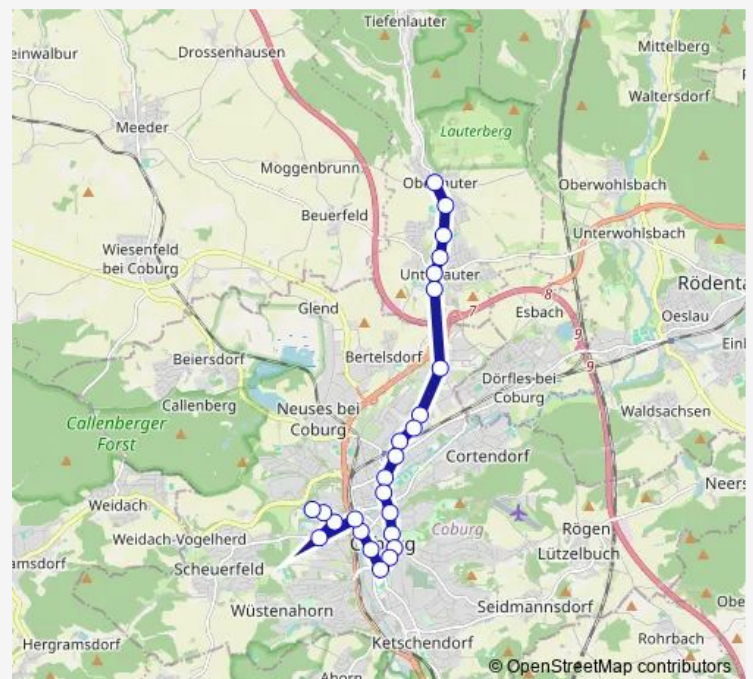 Tiefenlauter
einwalbur
Drossenhausen
Mittelberg
Waltersdorf
Meeder
Lauterberg
Moggenbrunn
Oberwohlsbach
Beuerfeld
Unterwohlsbach
Wiesenfeld
bei Coburg
Rödenta
8
Glend
7
Esbach
Oeslau
9
Beiersdorf
Bertelsdorf
Einl
9
Dörfles-bei
Coburg
Callenberg
Neuses bei
Coburg
Waldsachsen
Callenberger
Forst
Cortendorf
Neers
Weidach
Coburg
Rögen
Weidach-Vogelherd
Lützelbuch
amsdorf
Scheuerfeld
Obe
Wüstenahorn
Seidmannsdorf
Hergramsdorf
Ketschendorf
Rohrbach
Ahorn
© OpenStreetMap contributors